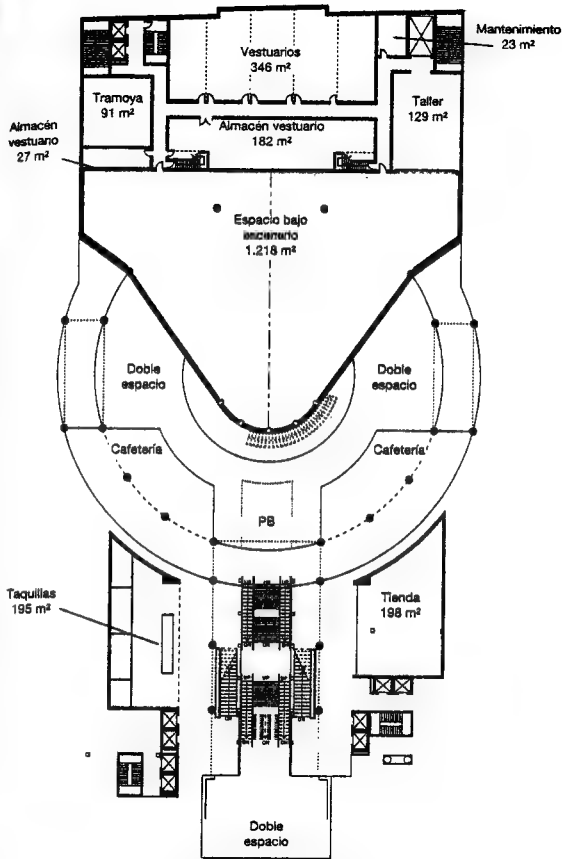 Mantenimiento
23 m²
Vestuarios
346 m²
Tramoya
91 m²
Taller
129 m²
Almacén
vestuario
27 m²
Almacén vestuario
182 m²
Espacio bajo
escenario
1.218 m²
Doble
espacio
Doble
espacio
Cafetería
Cafetería
PB
Taquillas
195 m²
Tienda
198 m²
Doble
espacio